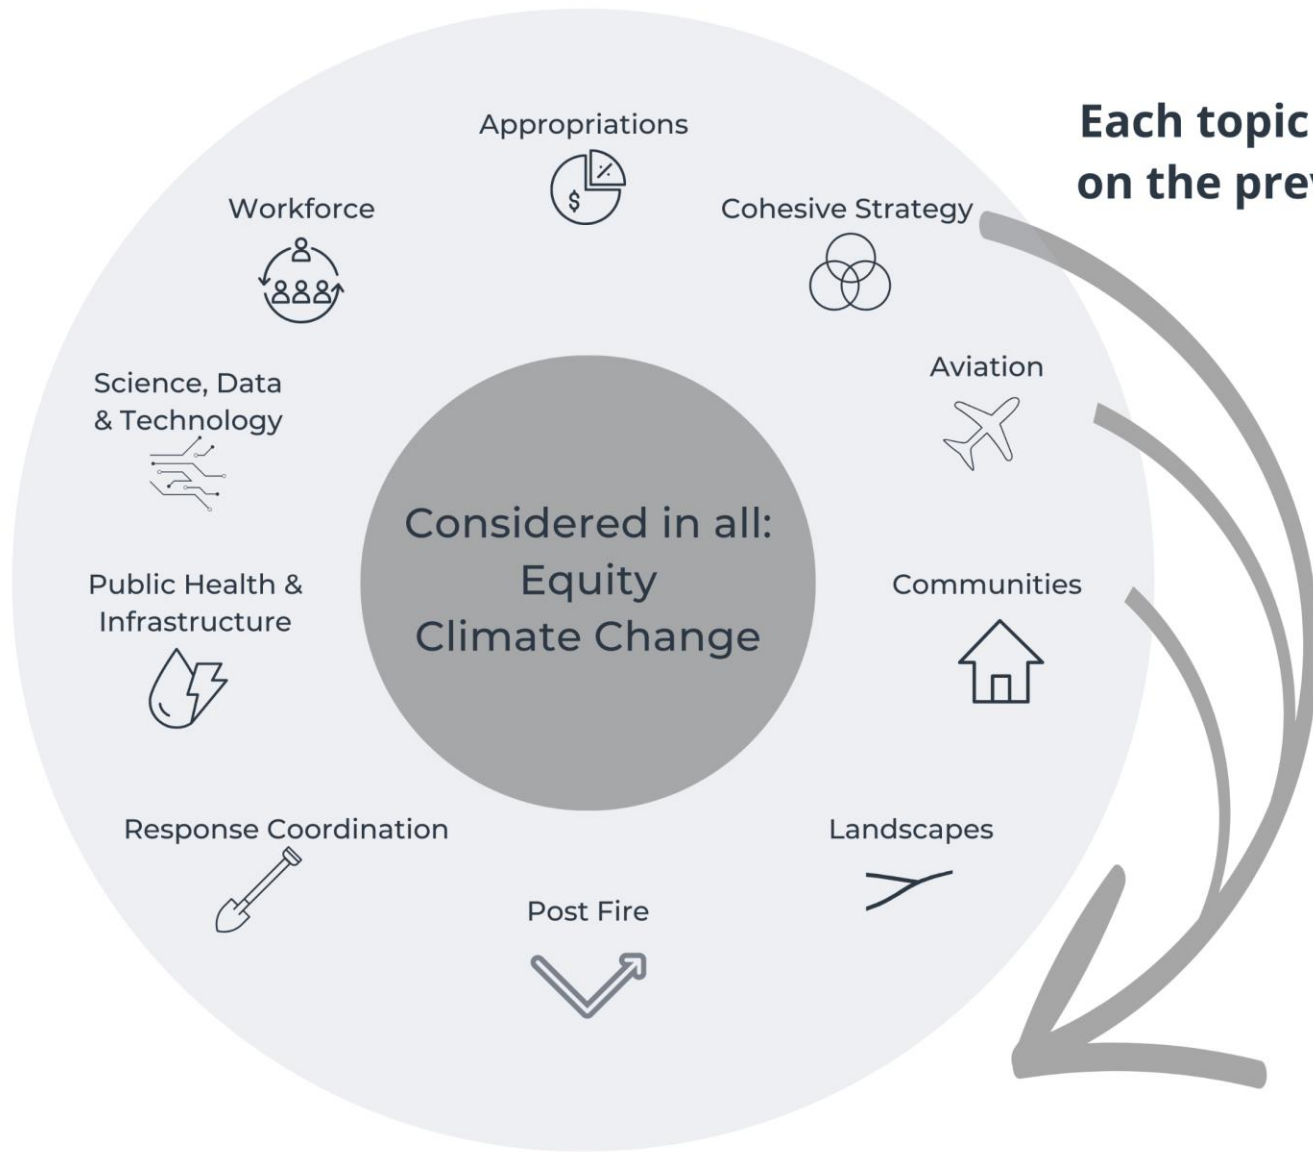 Each topic
on the prev
Appropriations
Workforce
Cohesive Strategy
Science, Data
& Technology
Aviation
Considered in all:
Equity
Climate Change
Public Health &
Infrastructure
Communities
Response Coordination
Landscapes
Post Fire
$
%